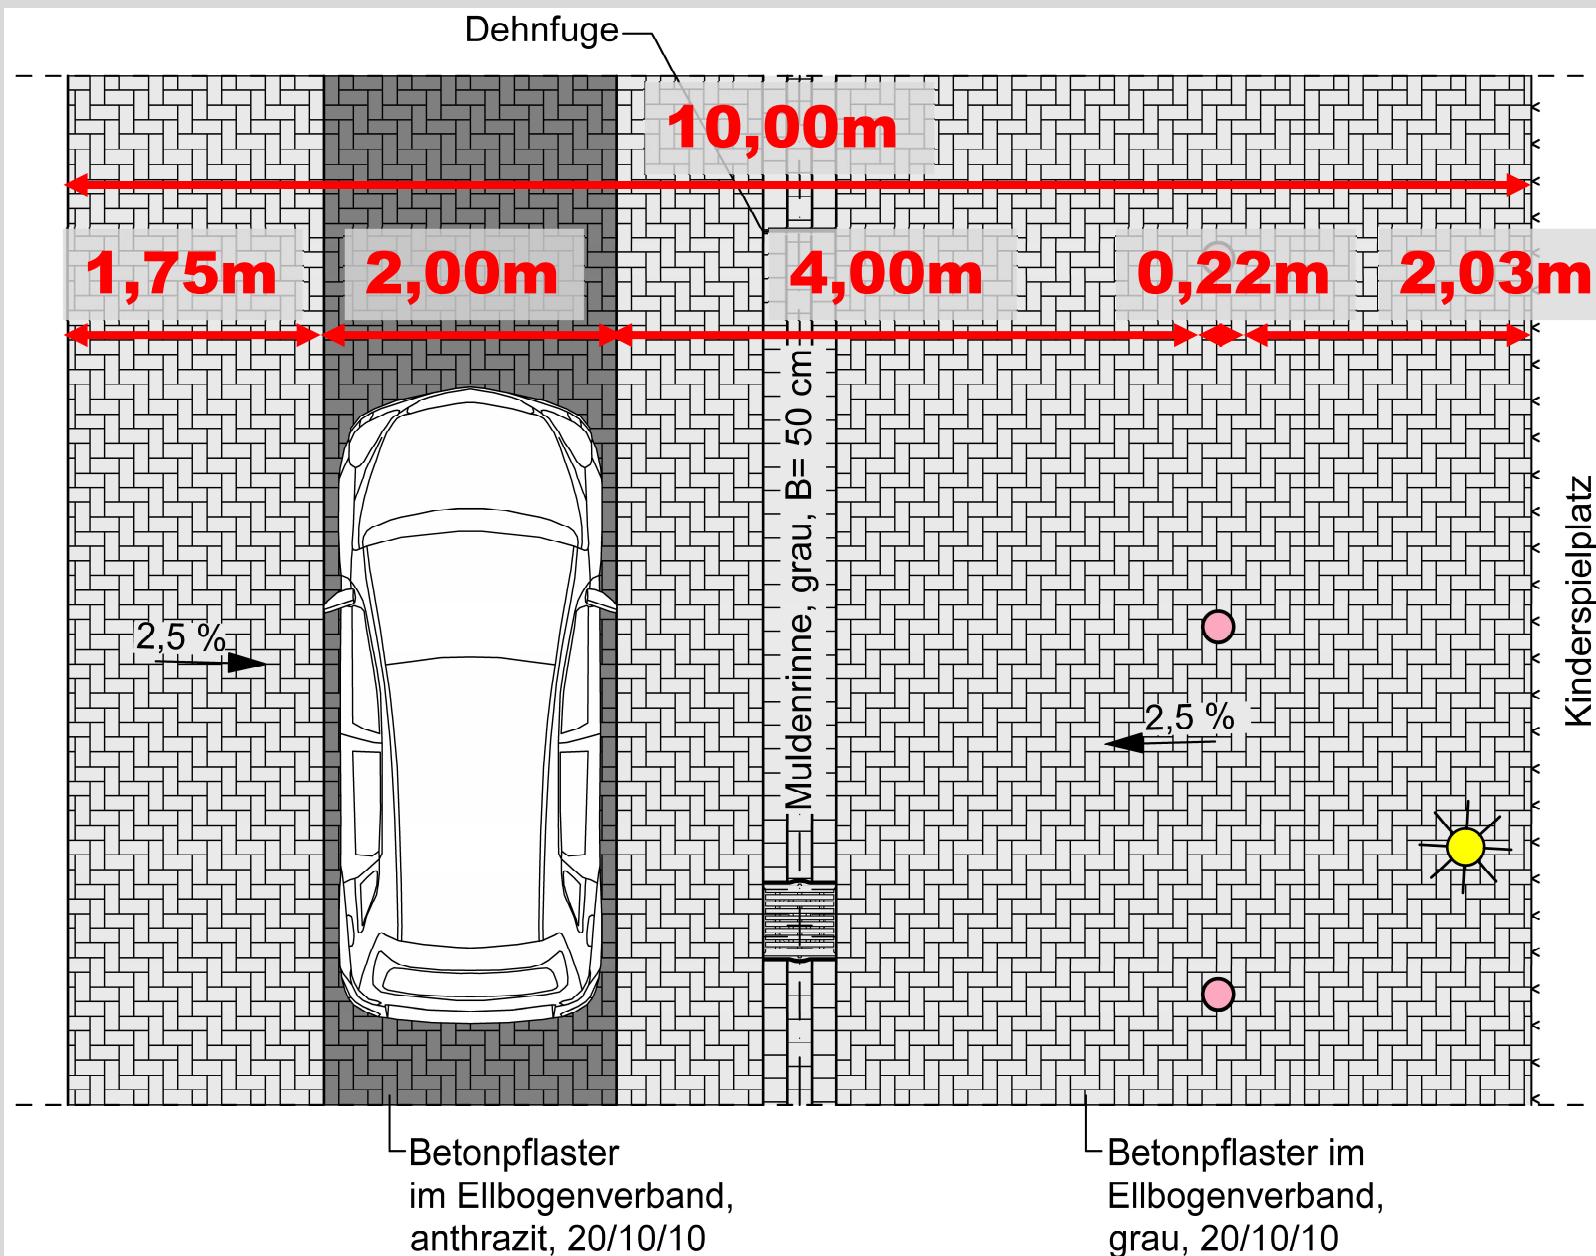 Dehnfuge
10,00m
1,75m
2,00m
4,00m
0,22m
2,03m
Muldenrinne, grau, B= 50 cm
Kinderspielplatz
2,5 %
2,5 %
Betonpflaster
im Ellbogenverband,
anthrazit, 20/10/10
Betonpflaster im
Ellbogenverband,
grau, 20/10/10